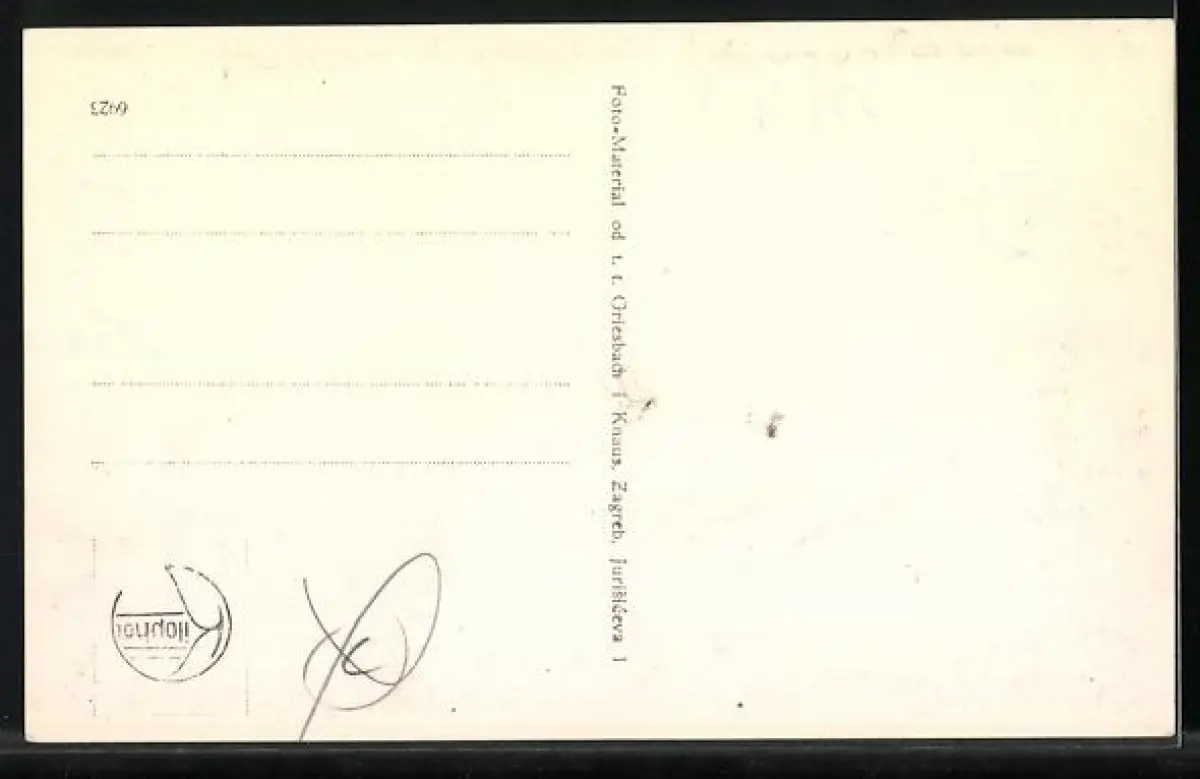 6923
Foto-Material od t. t. Griesbach i Knaus, Zagreb, Jurišićeva 1